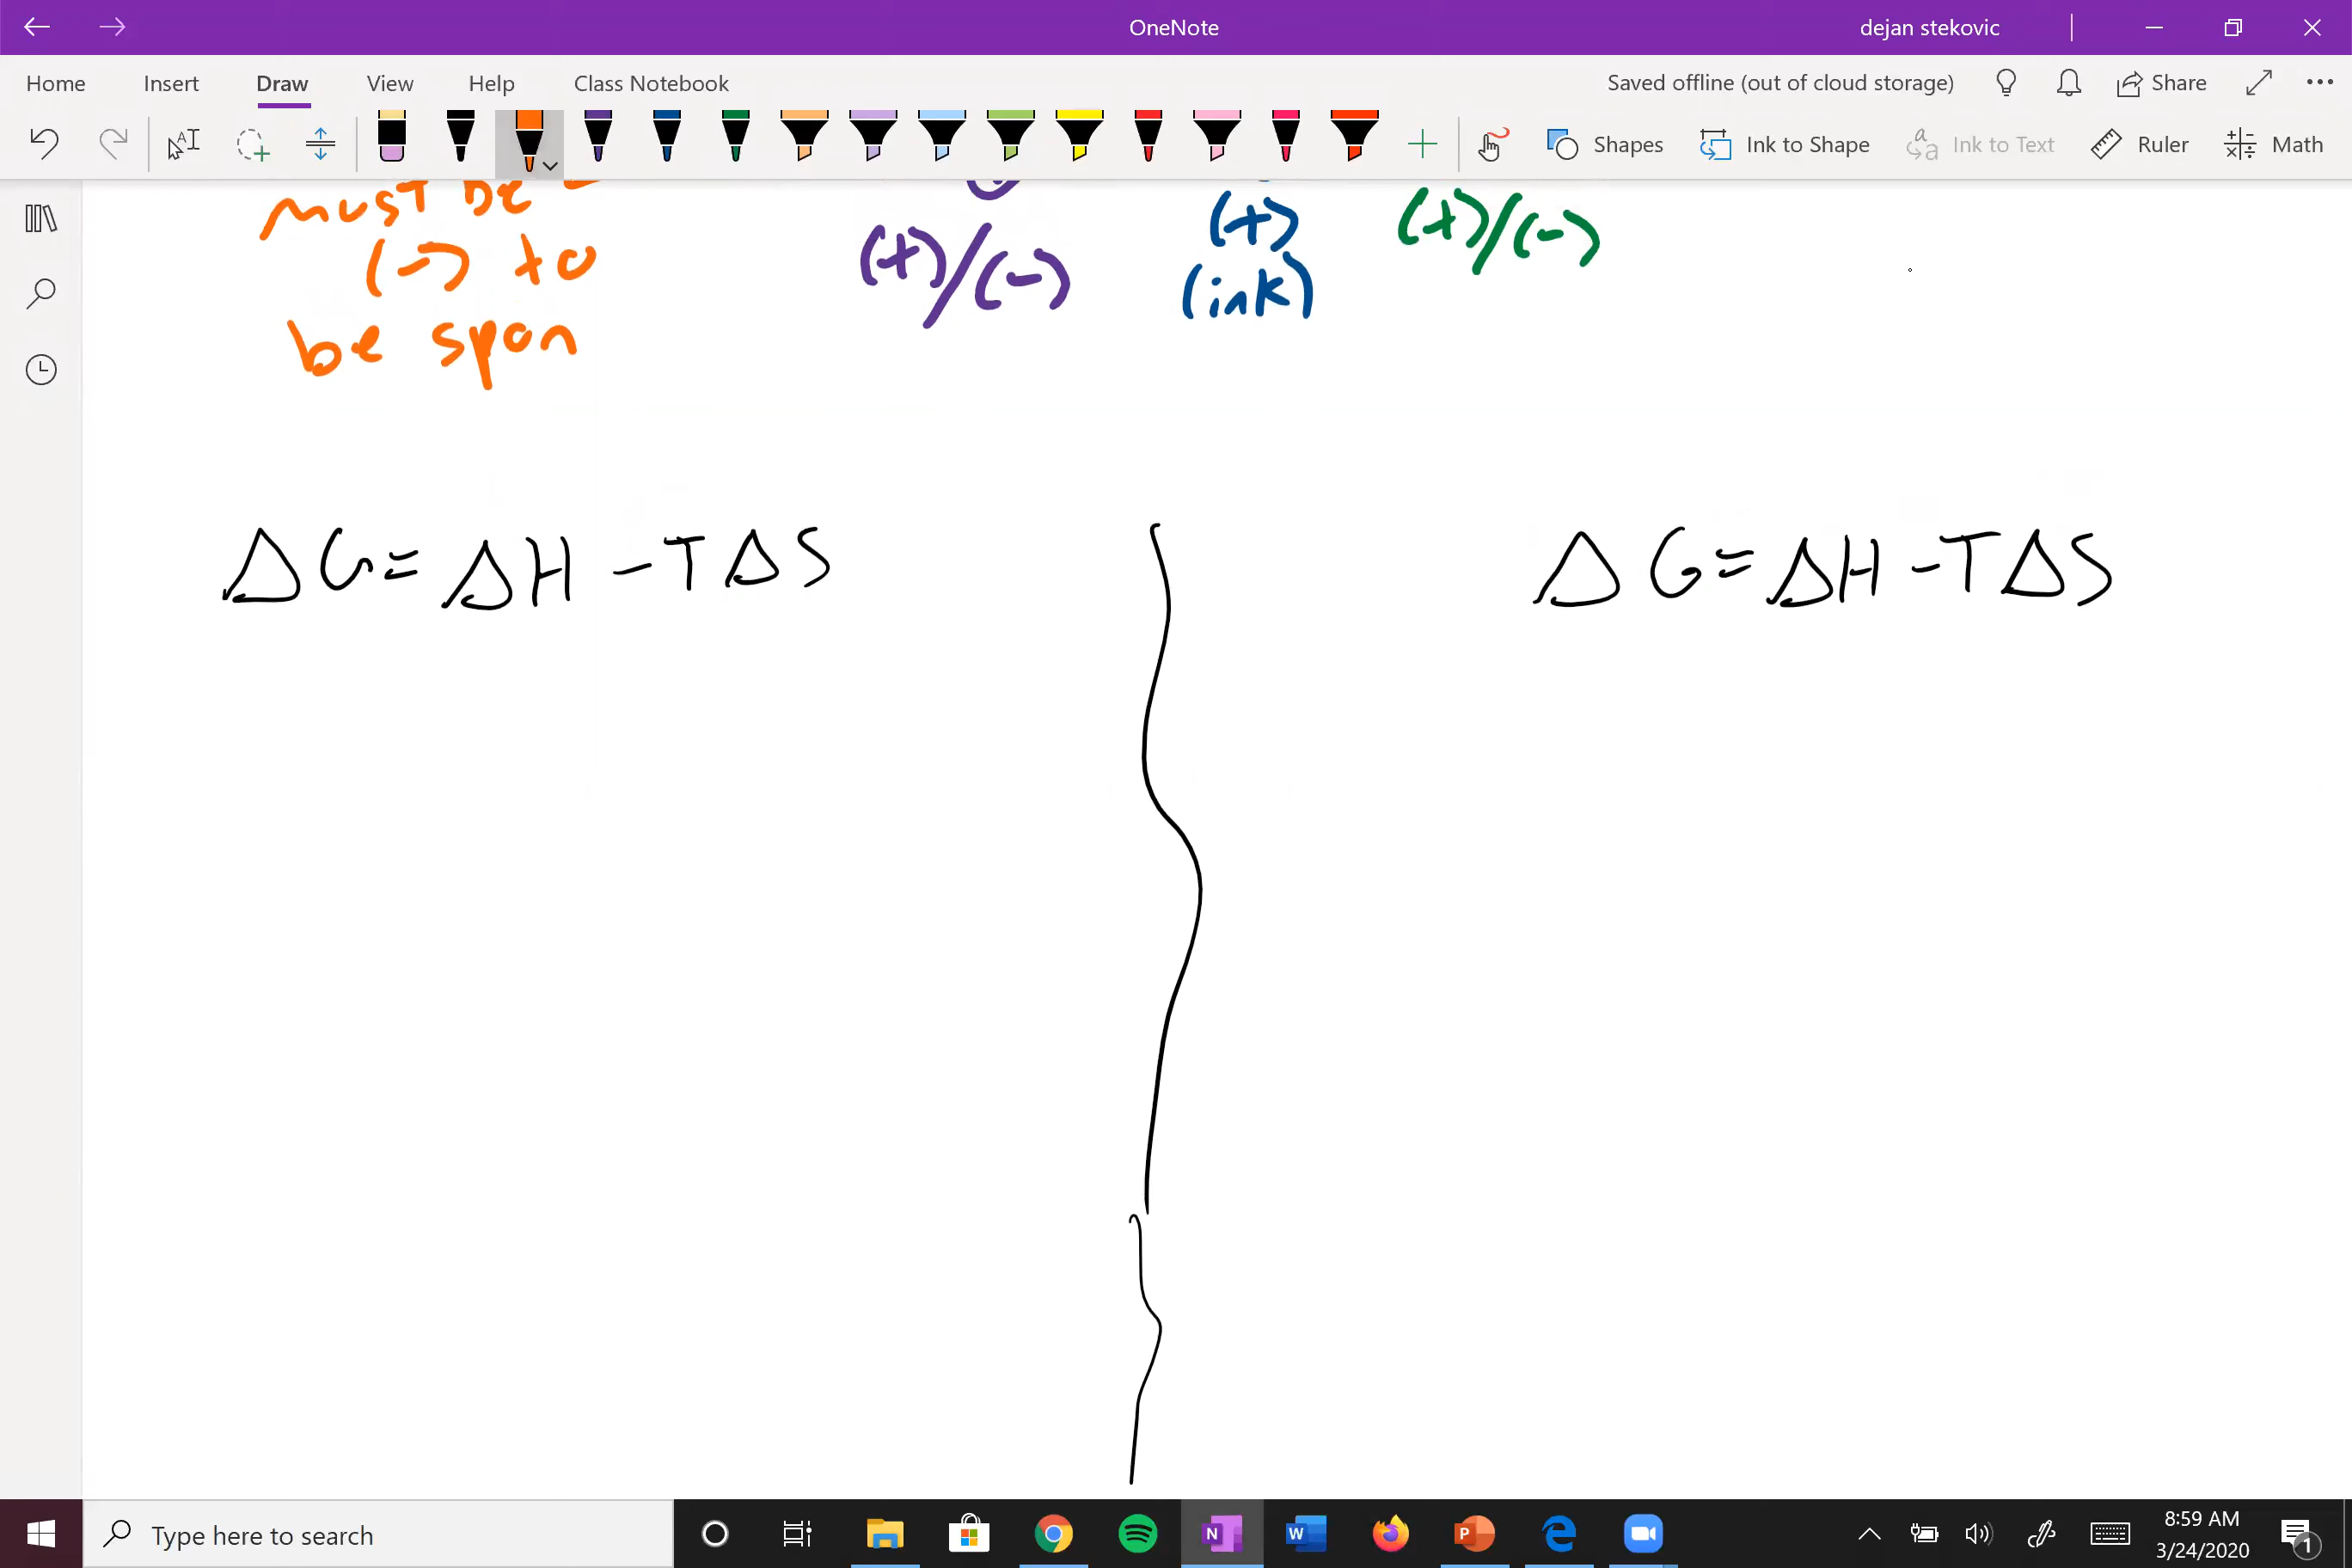 OneNote
dejan stekovic
Home Insert Draw View Help Class Notebook
Saved offline (out of cloud storage)
Share
Shapes Ink to Shape Ink to Text Ruler Math
must be
(-) to
be spon
(+)/(-)
(+)
(in K)
(+)/(-)
ΔG = ΔH - TΔS
ΔG = ΔH - TΔS
Type here to search
8:59 AM
3/24/2020
1